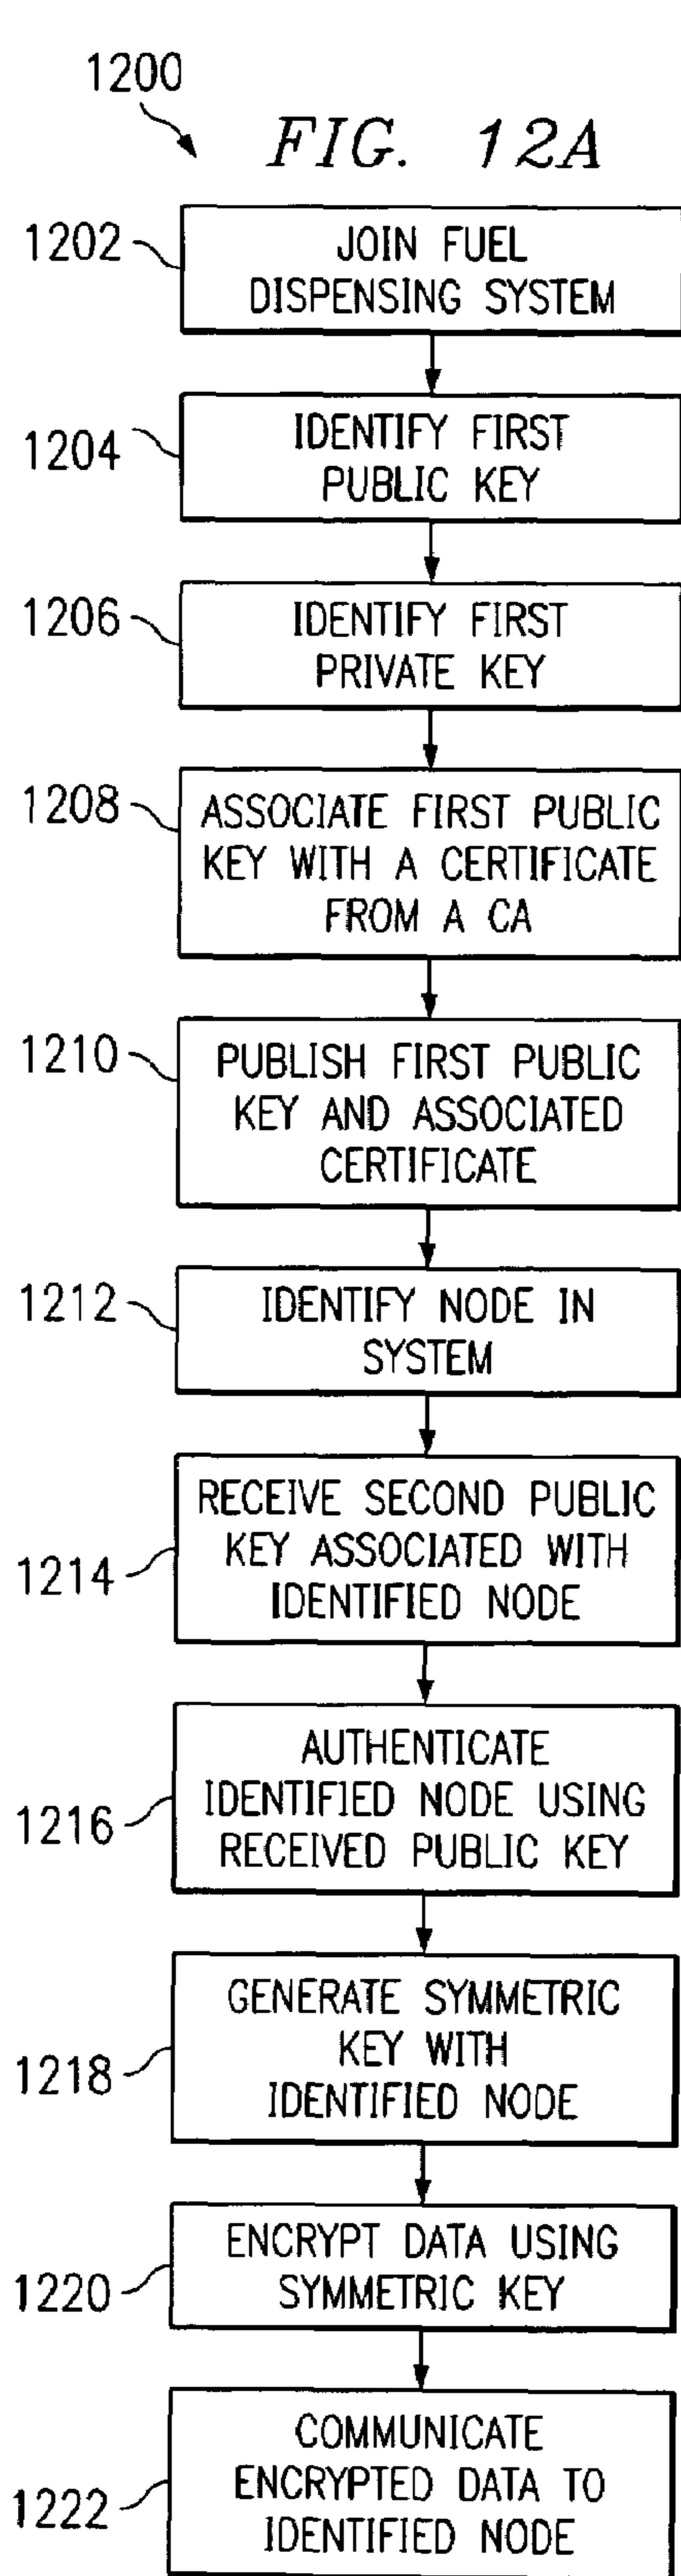 1200
FIG. 12A
1202
JOIN FUEL
DISPENSING SYSTEM
1204
IDENTIFY FIRST
PUBLIC KEY
1206
IDENTIFY FIRST
PRIVATE KEY
1208
ASSOCIATE FIRST PUBLIC
KEY WITH A CERTIFICATE
FROM A CA
1210
PUBLISH FIRST PUBLIC
KEY AND ASSOCIATED
CERTIFICATE
1212
IDENTIFY NODE IN
SYSTEM
1214
RECEIVE SECOND PUBLIC
KEY ASSOCIATED WITH
IDENTIFIED NODE
1216
AUTHENTICATE
IDENTIFIED NODE USING
RECEIVED PUBLIC KEY
1218
GENERATE SYMMETRIC
KEY WITH
IDENTIFIED NODE
1220
ENCRYPT DATA USING
SYMMETRIC KEY
1222
COMMUNICATE
ENCRYPTED DATA TO
IDENTIFIED NODE